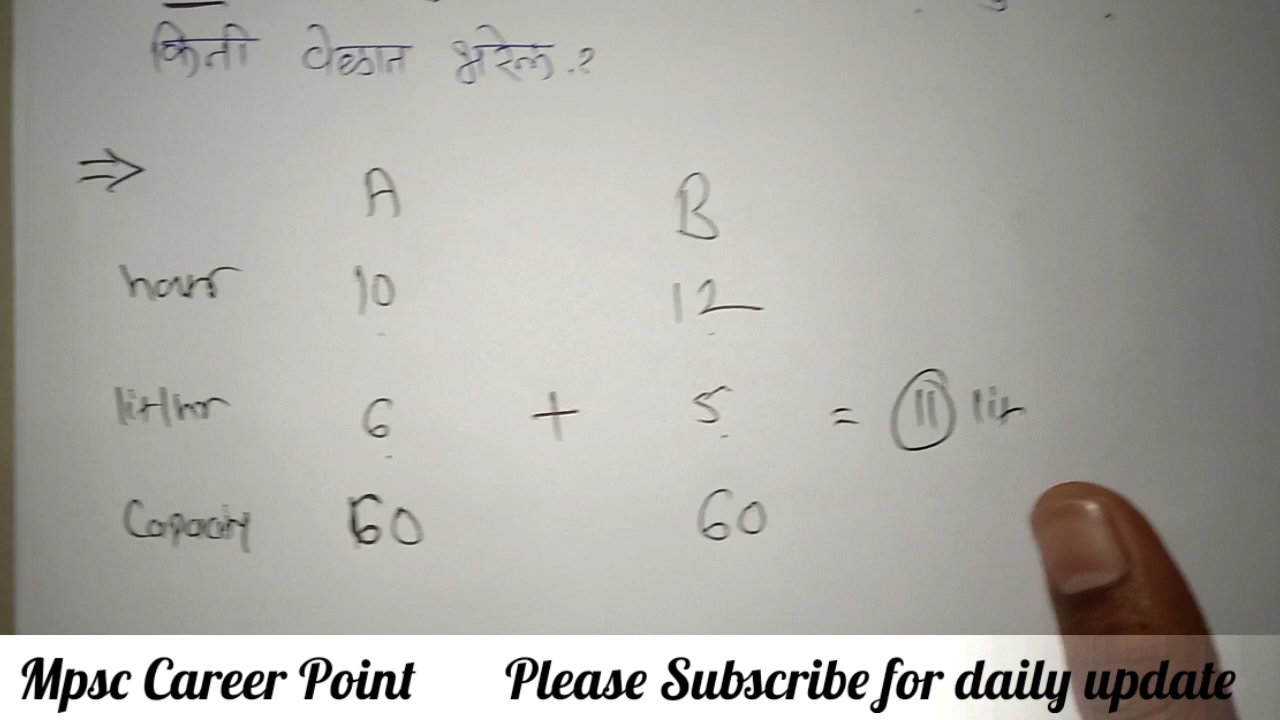 किती वेळात भरेल.?
⇒
A B
hour 10 12
lit/hr 6 + 5 = 11 lit
Capacity 60 60
Mpsc Career Point Please Subscribe for daily update